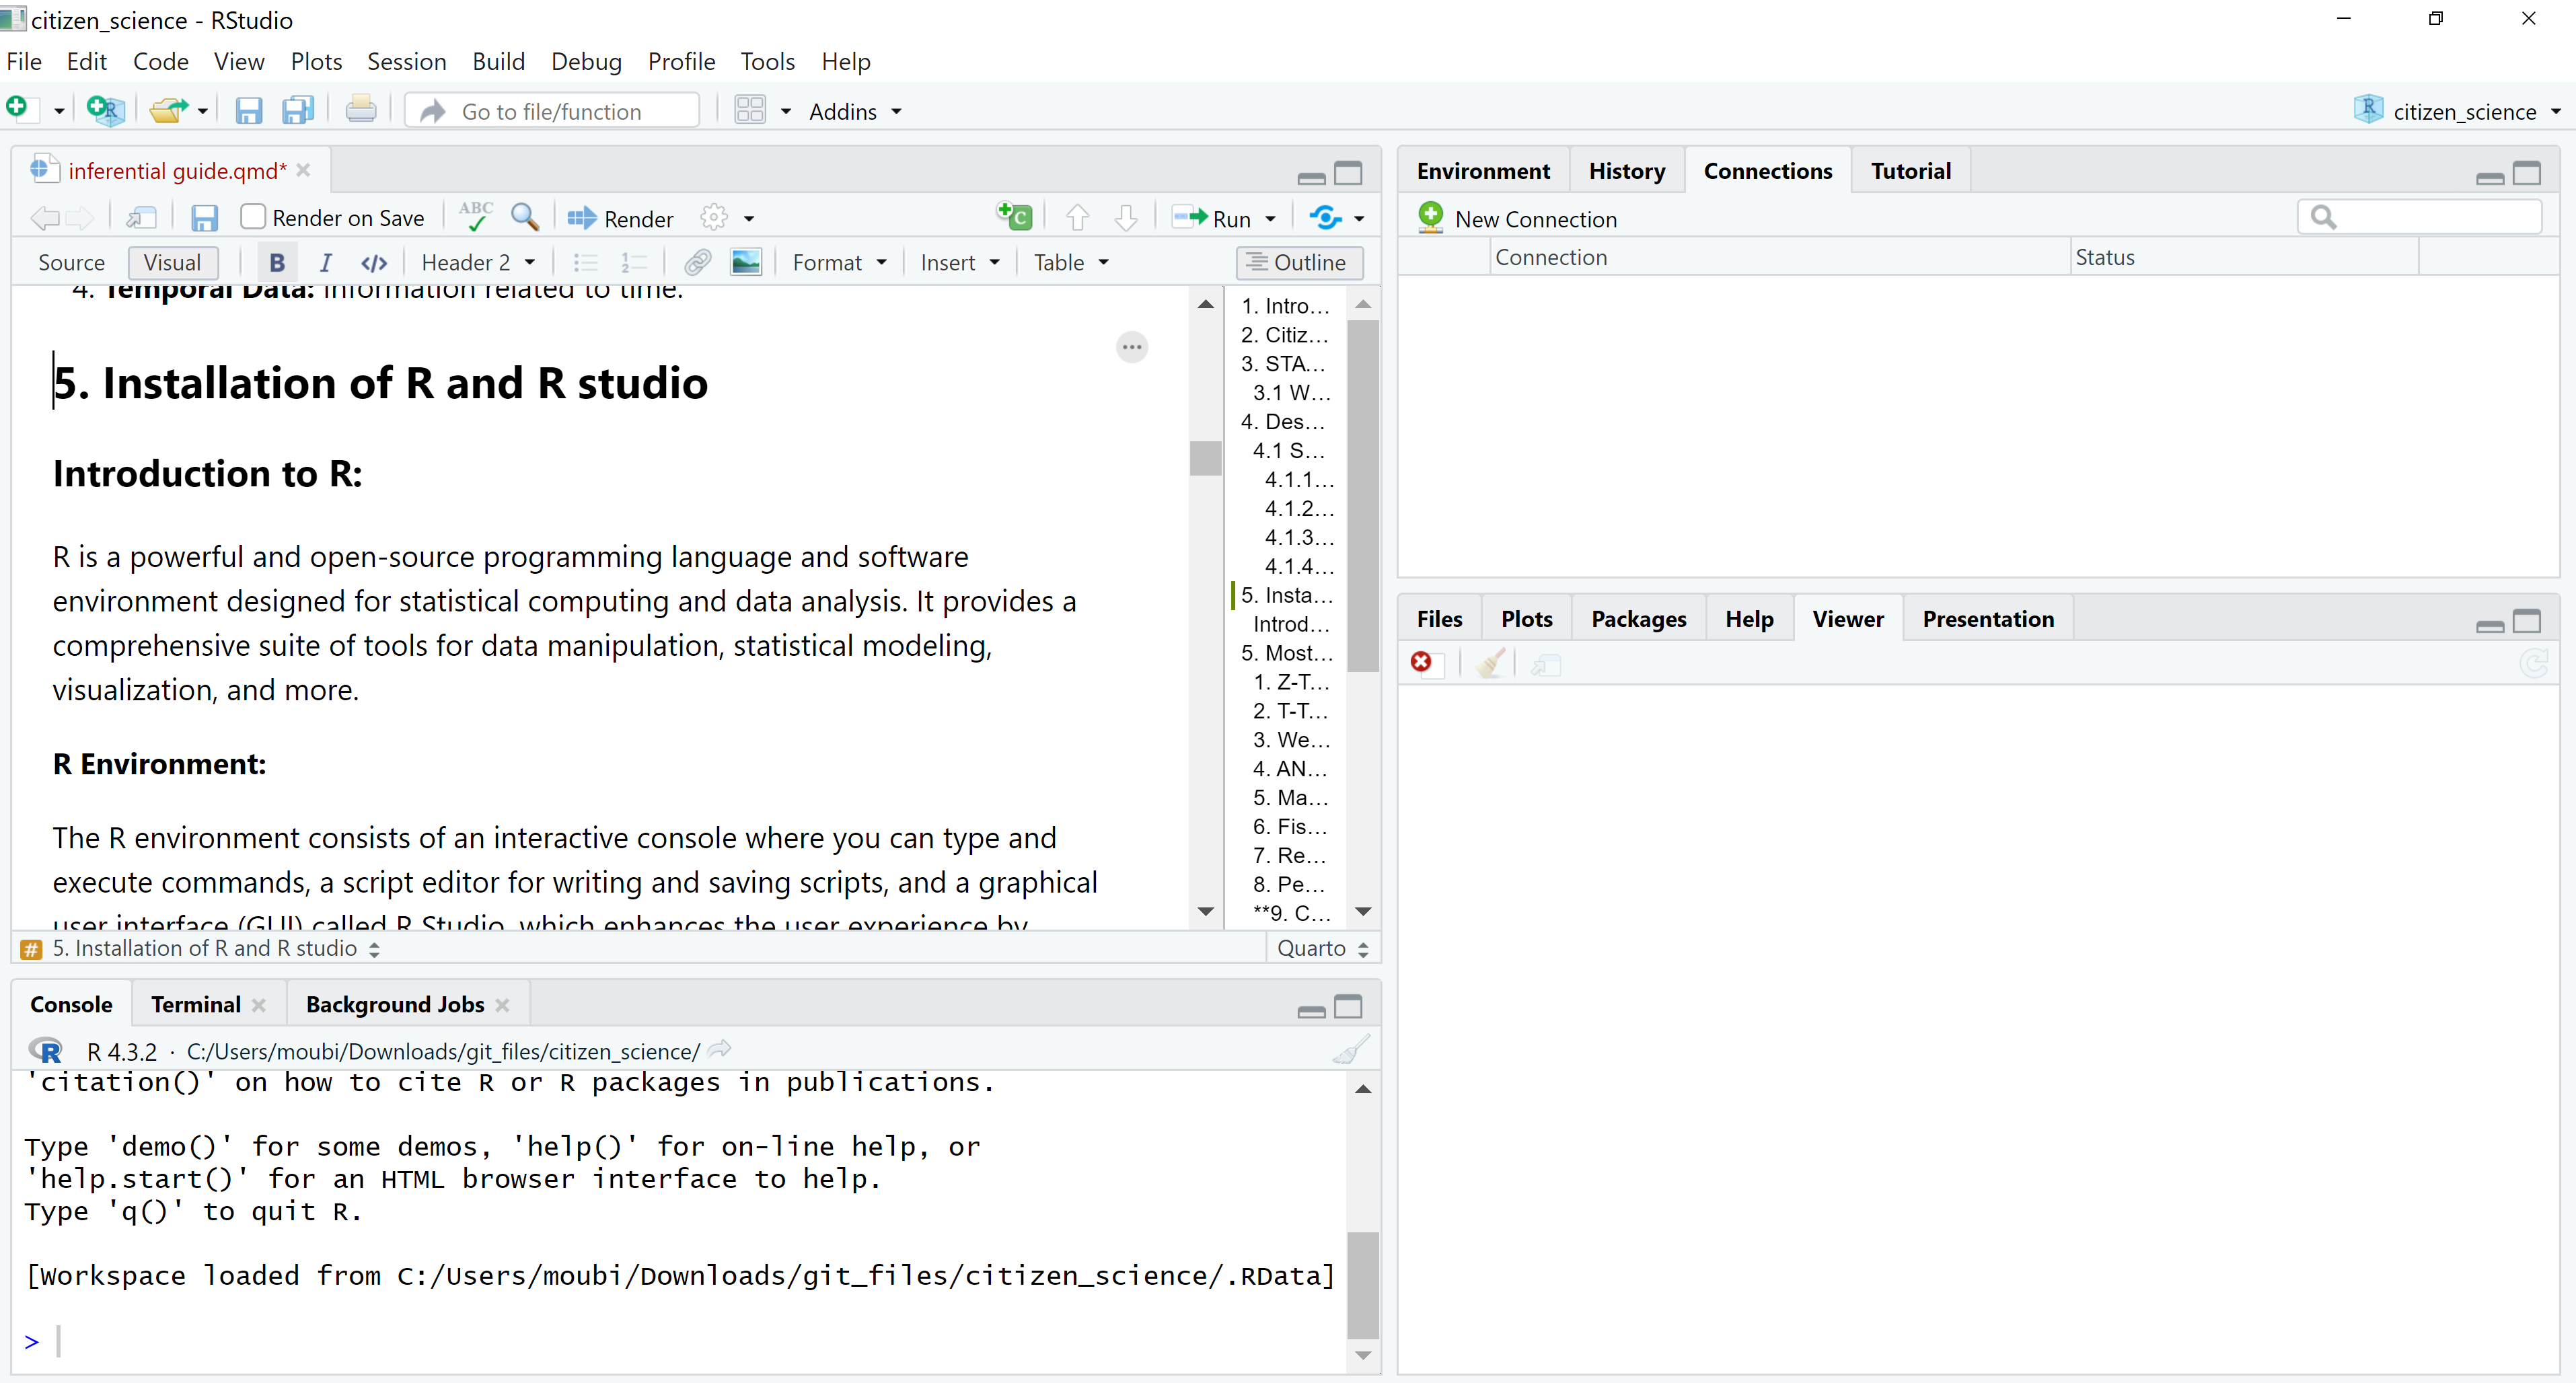 citizen_science - RStudio
File Edit Code View Plots Session Build Debug Profile Tools Help
Go to file/function Addins citizen_science
inferential guide.qmd*
Render on Save ABC Render Run
Source Visual B I </> Header 2 Format Insert Table Outline
4. Temporal Data: Information related to time.
5. Installation of R and R studio
Introduction to R:
R is a powerful and open-source programming language and software
environment designed for statistical computing and data analysis. It provides a
comprehensive suite of tools for data manipulation, statistical modeling,
visualization, and more.
R Environment:
The R environment consists of an interactive console where you can type and
execute commands, a script editor for writing and saving scripts, and a graphical
user interface (GUI) called R Studio, which enhances the user experience by
1. Intro...
2. Citiz...
3. STA...
3.1 W...
4. Des...
4.1 S...
4.1.1...
4.1.2...
4.1.3...
4.1.4...
5. Insta...
Introd...
5. Most...
1. Z-T...
2. T-T...
3. We...
4. AN...
5. Ma...
6. Fis...
7. Re...
8. Pe...
**9. C...
# 5. Installation of R and R studio Quarto
Console Terminal Background Jobs
R 4.3.2 · C:/Users/moubi/Downloads/git_files/citizen_science/
'citation()' on how to cite R or R packages in publications.
Type 'demo()' for some demos, 'help()' for on-line help, or
'help.start()' for an HTML browser interface to help.
Type 'q()' to quit R.
[Workspace loaded from C:/Users/moubi/Downloads/git_files/citizen_science/.RData]
>
Environment History Connections Tutorial
New Connection
Connection Status
Files Plots Packages Help Viewer Presentation